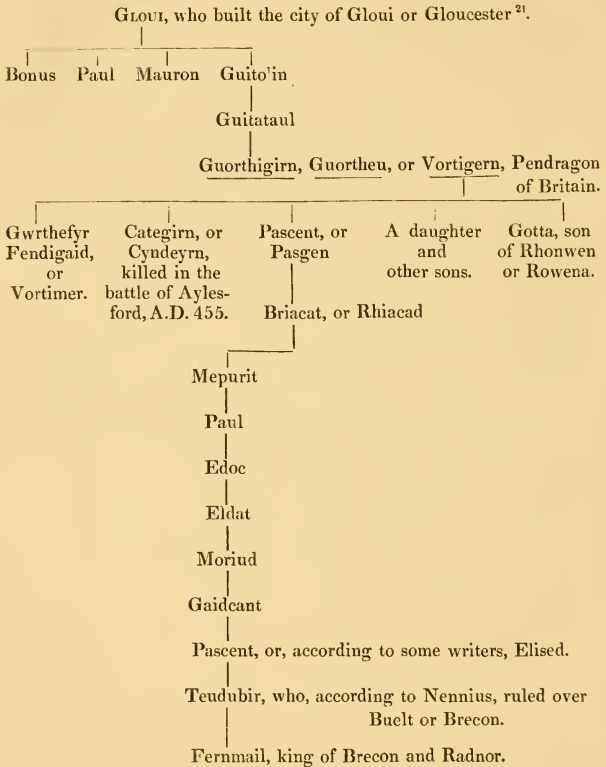 GLOUI, who built the city of Gloui or Gloucester 21.
Bonus Paul Mauron Guito'in
Guitataul
Guorthigirn, Guortheu, or Vortigern, Pendragon
of Britain.
Gwrthefyr Categirn, or Pascent, or A daughter Gotta, son
Fendigaid, Cyndeyrn, Pasgen and of Rhonwen
or killed in the other sons. or Rowena.
Vortimer. battle of Ayles-
ford, A.D. 455. Briacat, or Rhiacad
Mepurit
Paul
Edoc
Eldat
Moriud
Gaidcant
Pascent, or, according to some writers, Elised.
Teudubir, who, according to Nennius, ruled over
Buelt or Brecon.
Fernmail, king of Brecon and Radnor.